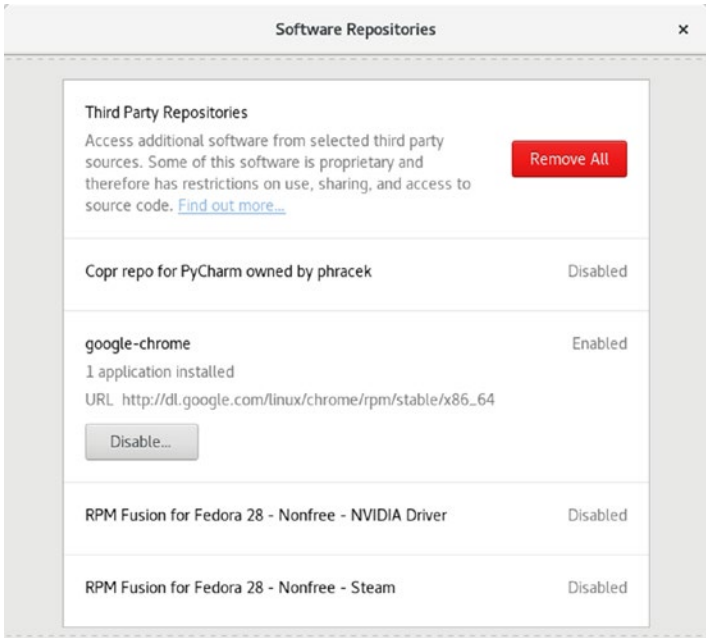 Software Repositories
×
Third Party Repositories
Access additional software from selected third party
sources. Some of this software is proprietary and
therefore has restrictions on use, sharing, and access to
source code. Find out more...
Remove All
Copr repo for PyCharm owned by phracek
Disabled
google-chrome
Enabled
1 application installed
URL http://dl.google.com/linux/chrome/rpm/stable/x86_64
Disable...
RPM Fusion for Fedora 28 - Nonfree - NVIDIA Driver
Disabled
RPM Fusion for Fedora 28 - Nonfree - Steam
Disabled